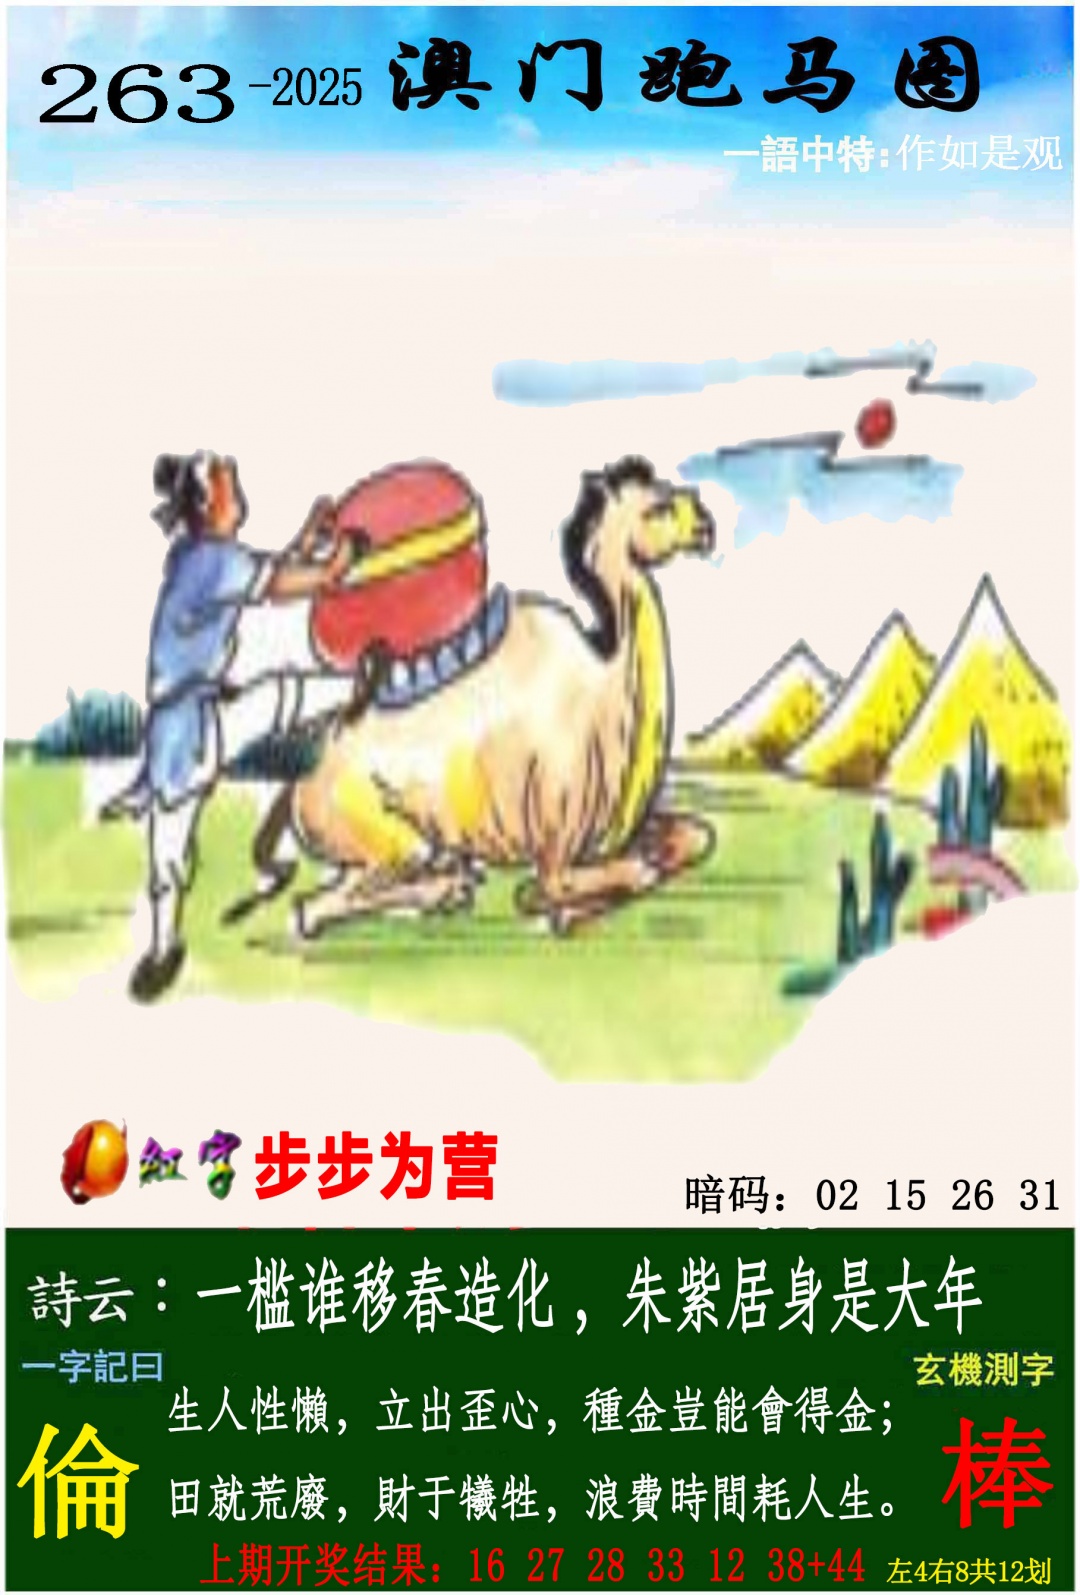 263-2025 澳门跑马图
一語中特:作如是观
红字 步步为营
暗码：02 15 26 31
詩云：一槛谁移春造化，朱紫居身是大年
一字記曰
玄機測字
倫
生人性懶，立出歪心，種金豈能會得金；
田就荒廢，財于犧牲，浪費時間耗人生。
棒
上期开奖结果：16 27 28 33 12 38+44
左4右8共12划